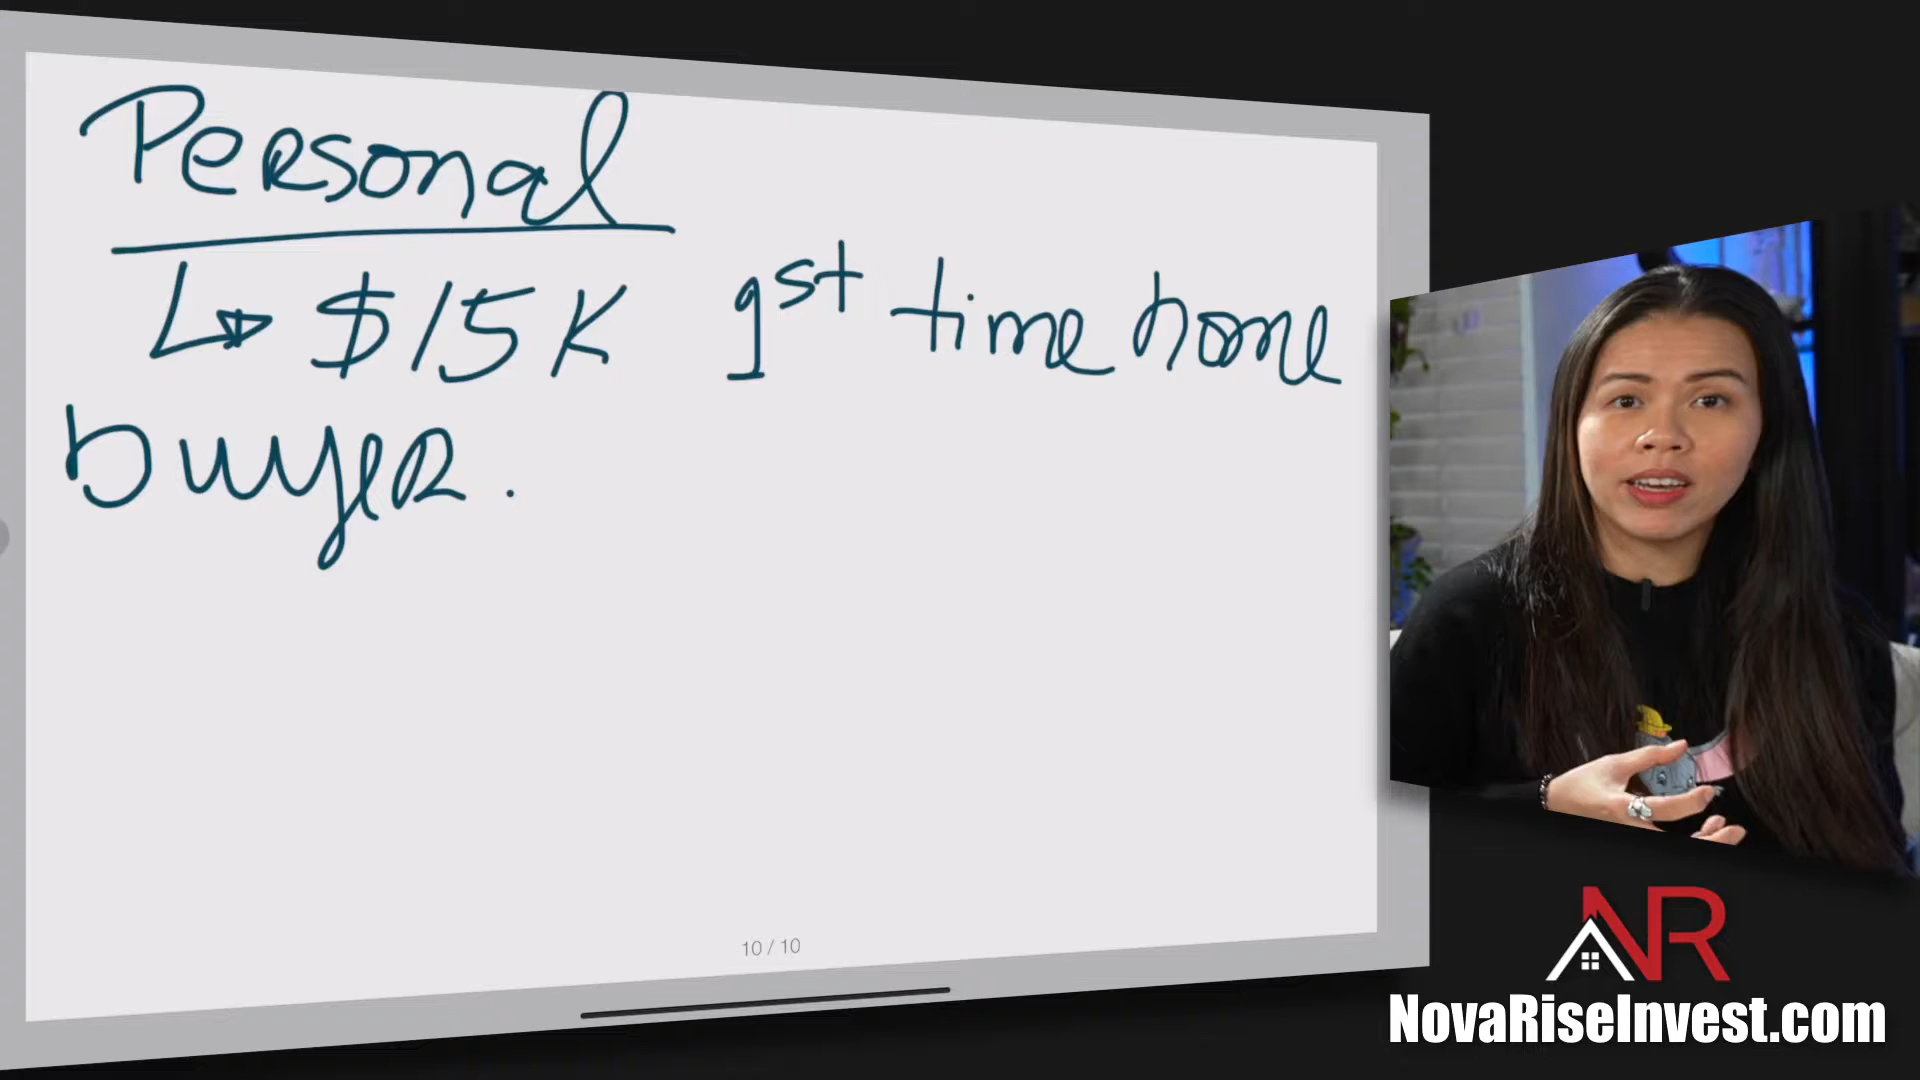 Personal
↳ $15K 1st time home
buyer.
10 / 10
NR
NovaRiseInvest.com